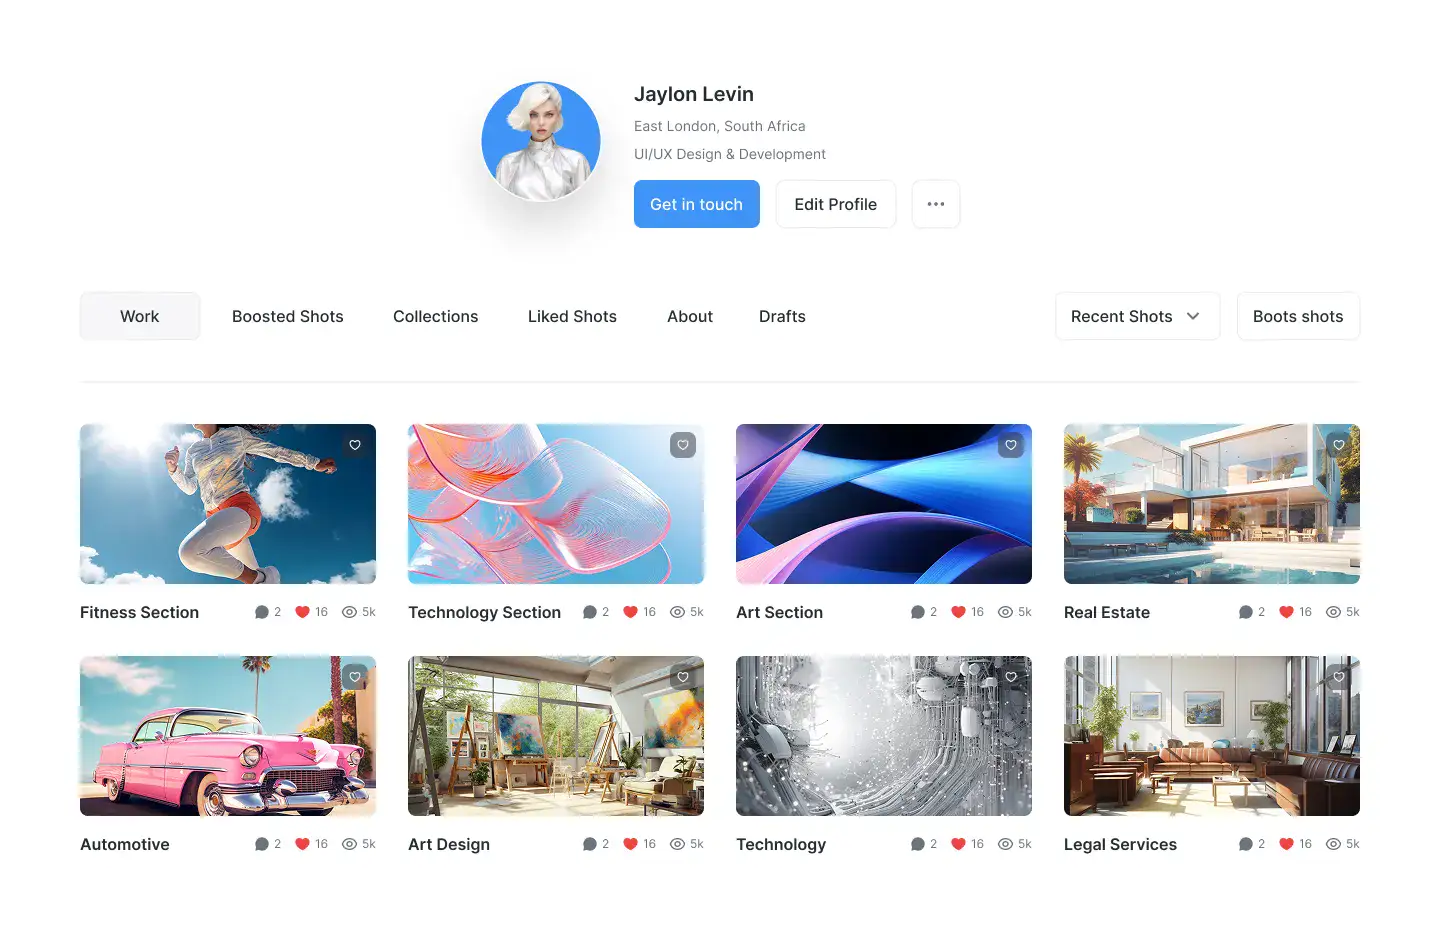 Jaylon Levin
East London, South Africa
UI/UX Design & Development
Get in touch
Edit Profile
Work
Boosted Shots
Collections
Liked Shots
About
Drafts
Recent Shots
Boots shots
Fitness Section 2 16 5k
Technology Section 2 16 5k
Art Section 2 16 5k
Real Estate 2 16 5k
Automotive 2 16 5k
Art Design 2 16 5k
Technology 2 16 5k
Legal Services 2 16 5k